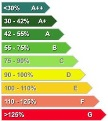 <30% A++
30 - 42% A+
42 - 55% A
55 - 75% B
75 - 90% C
90 - 100% D
100 - 110% E
110 - 125% F
>125% G